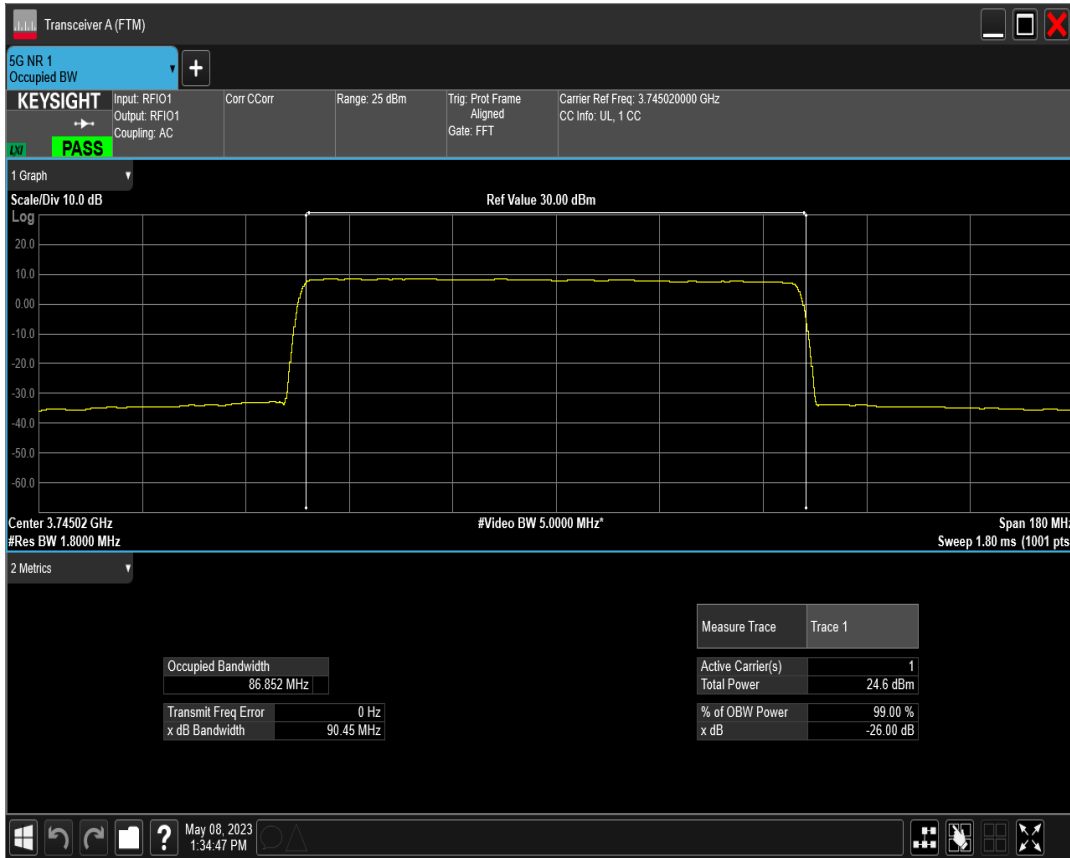 Transceiver A (FTM)
5G NR 1
Occupied BW
+
KEYSIGHT
LXI
PASS
Input: RFIO1
Output: RFIO1
Coupling: AC
Corr CCorr
Range: 25 dBm
Trig: Prot Frame
Aligned
Gate: FFT
Carrier Ref Freq: 3.745020000 GHz
CC Info: UL, 1 CC
1 Graph
Scale/Div 10.0 dB
Ref Value 30.00 dBm
Log
20.0
10.0
0.00
-10.0
-20.0
-30.0
-40.0
-50.0
-60.0
Center 3.74502 GHz
#Video BW 5.0000 MHz*
Span 180 MHz
#Res BW 1.8000 MHz
Sweep 1.80 ms (1001 pts
2 Metrics
Measure Trace Trace 1
Occupied Bandwidth
86.852 MHz
Active Carrier(s) 1
Total Power 24.6 dBm
Transmit Freq Error 0 Hz
x dB Bandwidth 90.45 MHz
% of OBW Power 99.00 %
x dB -26.00 dB
?
May 08, 2023
1:34:47 PM